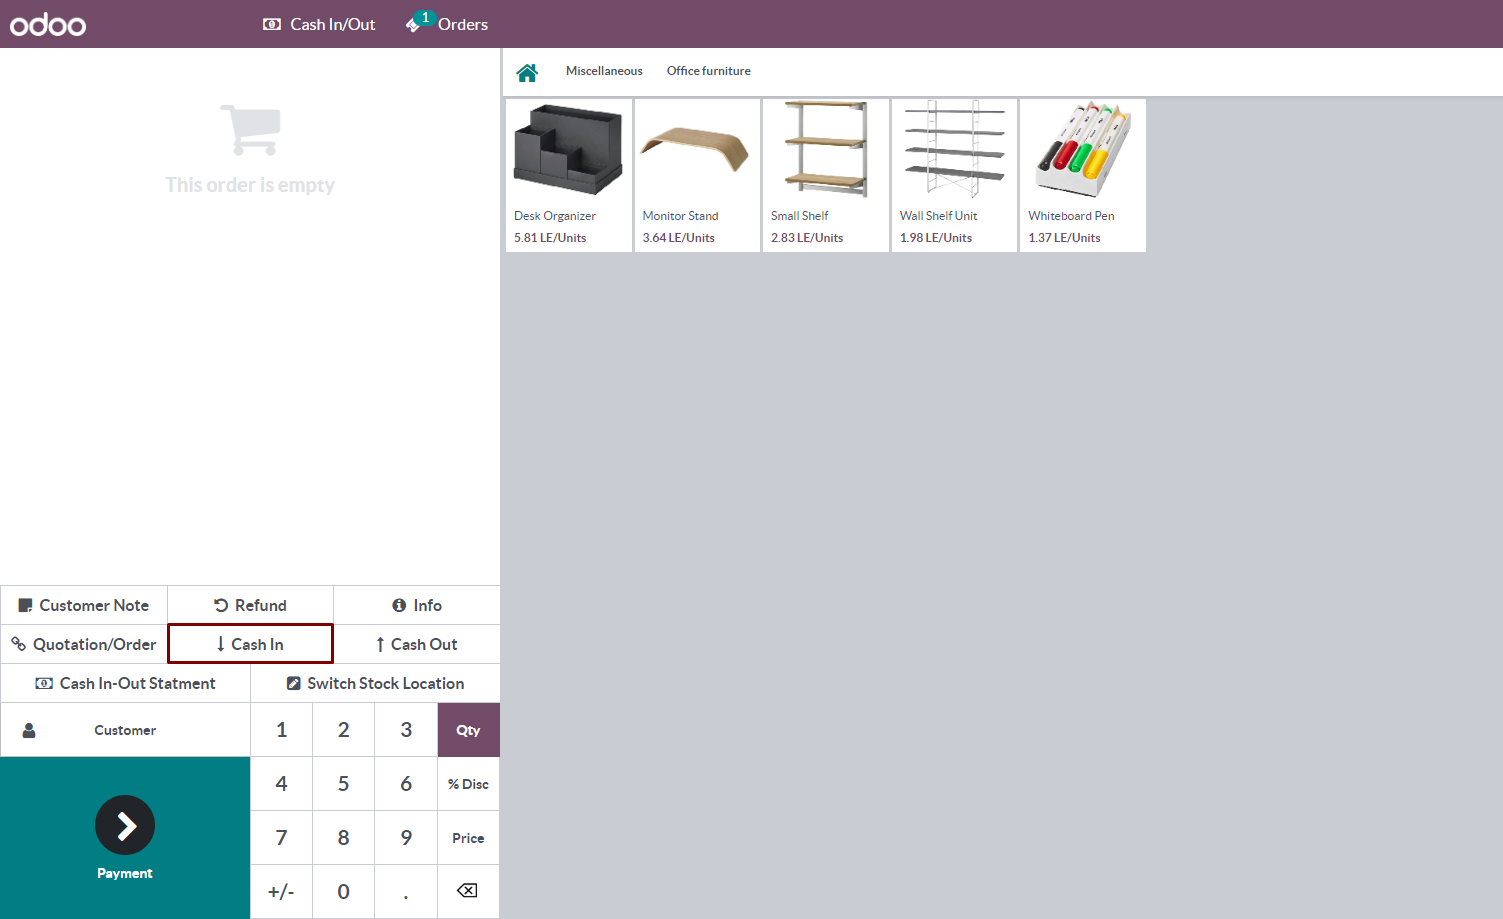 odoo
Cash In/Out
1
Orders
Miscellaneous
Office furniture
This order is empty
Desk Organizer
5.81 LE/Units
Monitor Stand
3.64 LE/Units
Small Shelf
2.83 LE/Units
Wall Shelf Unit
1.98 LE/Units
Whiteboard Pen
1.37 LE/Units
Customer Note
Refund
Info
Quotation/Order
Cash In
Cash Out
Cash In-Out Statment
Switch Stock Location
Customer
1
2
3
Qty
4
5
6
% Disc
7
8
9
Price
+/-
0
.
Payment